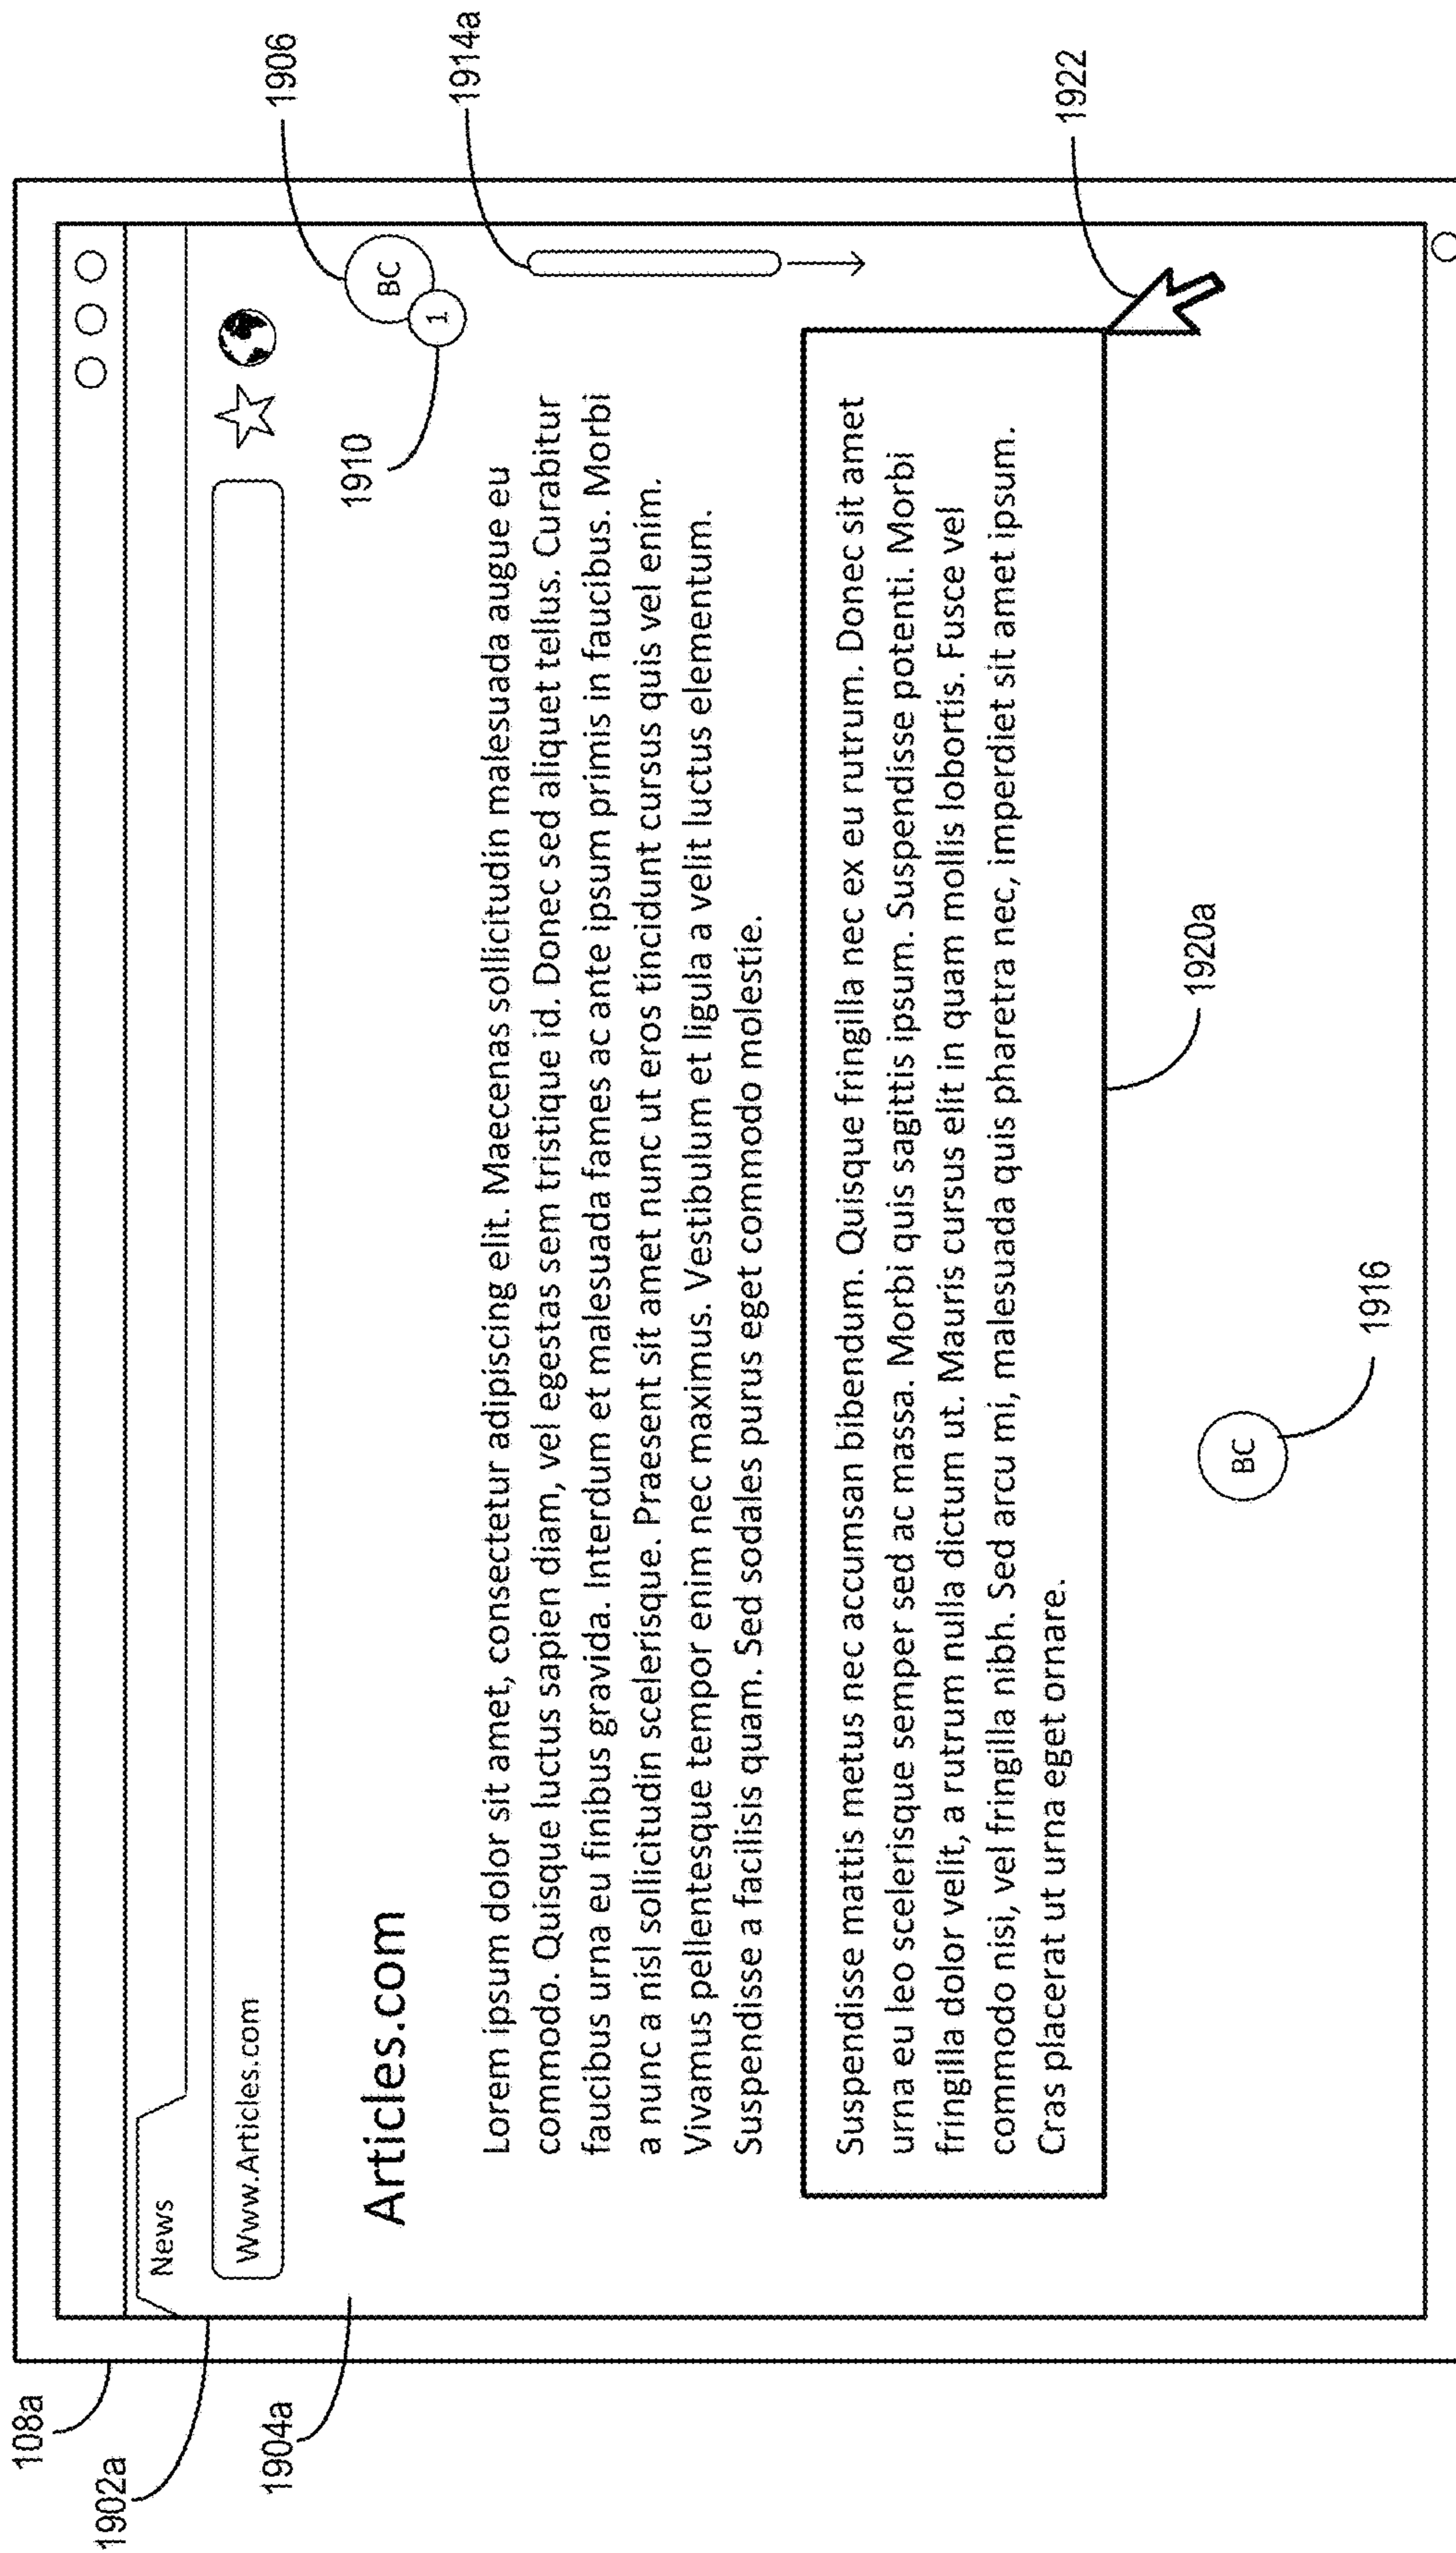 108a
1902a
1904a
News
Www.Articles.com
1906
BC
1
1910
1914a
Articles.com
Lorem ipsum dolor sit amet, consectetur adipiscing elit. Maecenas sollicitudin malesuada augue eu
commodo. Quisque luctus sapien diam, vel egestas sem tristique id. Donec sed aliquet tellus. Curabitur
faucibus urna eu finibus gravida. Interdum et malesuada fames ac ante ipsum primis in faucibus. Morbi
a nunc a nisl sollicitudin scelerisque. Praesent sit amet nunc ut eros tincidunt cursus quis vel enim.
Vivamus pellentesque tempor enim nec maximus. Vestibulum et ligula a velit luctus elementum.
Suspendisse a facilisis quam. Sed sodales purus eget commodo molestie.
Suspendisse mattis metus nec accumsan bibendum. Quisque fringilla nec ex eu rutrum. Donec sit amet
urna eu leo scelerisque semper sed ac massa. Morbi quis sagittis ipsum. Suspendisse potenti. Morbi
fringilla dolor velit, a rutrum nulla dictum ut. Mauris cursus elit in quam mollis lobortis. Fusce vel
commodo nisi, vel fringilla nibh. Sed arcu mi, malesuada quis pharetra nec, imperdiet sit amet ipsum.
Cras placerat ut urna eget ornare.
1922
1920a
BC
1916